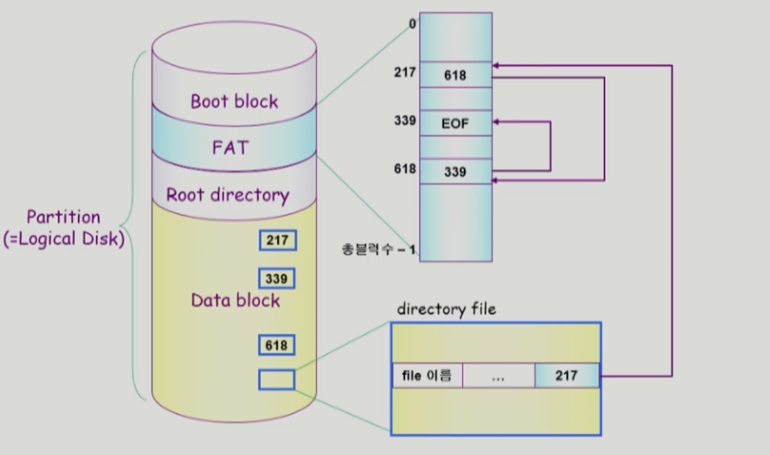 Boot block
FAT
Root directory
Partition
(=Logical Disk)
217
339
Data block
618
0
217
618
339
EOF
618
339
총블럭수 – 1
directory file
file 이름
...
217